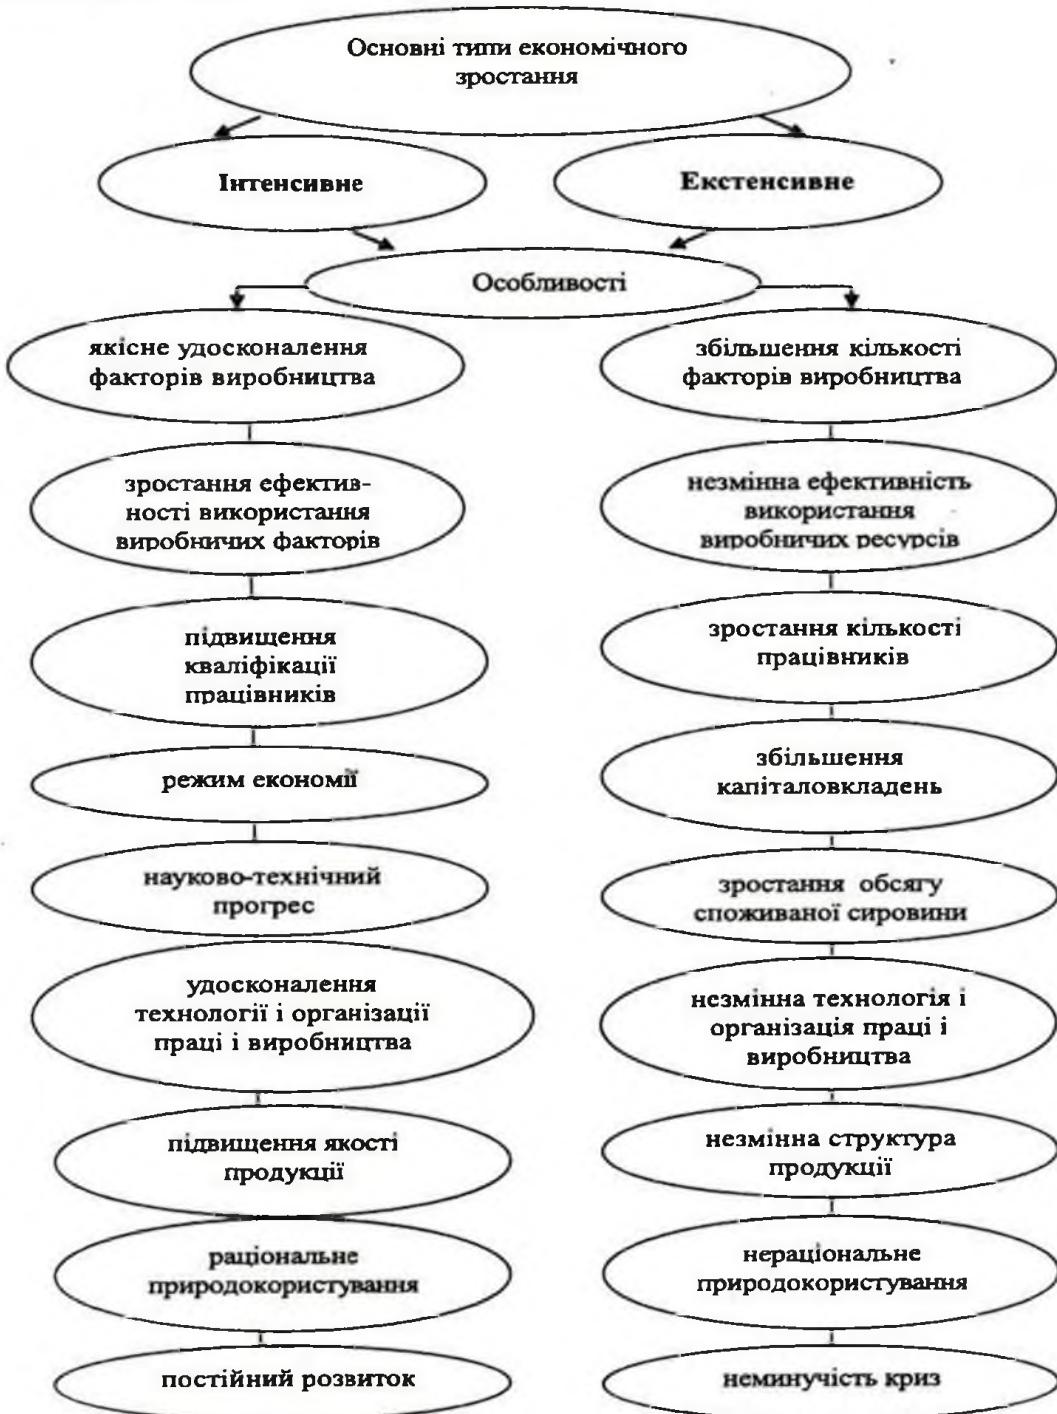 Основні типи економічного
зростання
Інтенсивне
Екстенсивне
Особливості
якісне удосконалення
факторів виробництва
зростання ефектив-
ності використання
виробничих факторів
підвищення
кваліфікації
працівників
режим економії
науково-технічний
прогрес
удосконалення
технології і організації
праці і виробництва
підвищення якості
продукції
раціональне
природокористування
постійний розвиток
збільшення кількості
факторів виробництва
незмінна ефективність
використання
виробничих ресурсів
зростання кількості
працівників
збільшення
капіталовкладень
зростання обсягу
споживаної сировини
незмінна технологія і
організація праці і
виробництва
незмінна структура
продукції
нераціональне
природокористування
неминучість криз